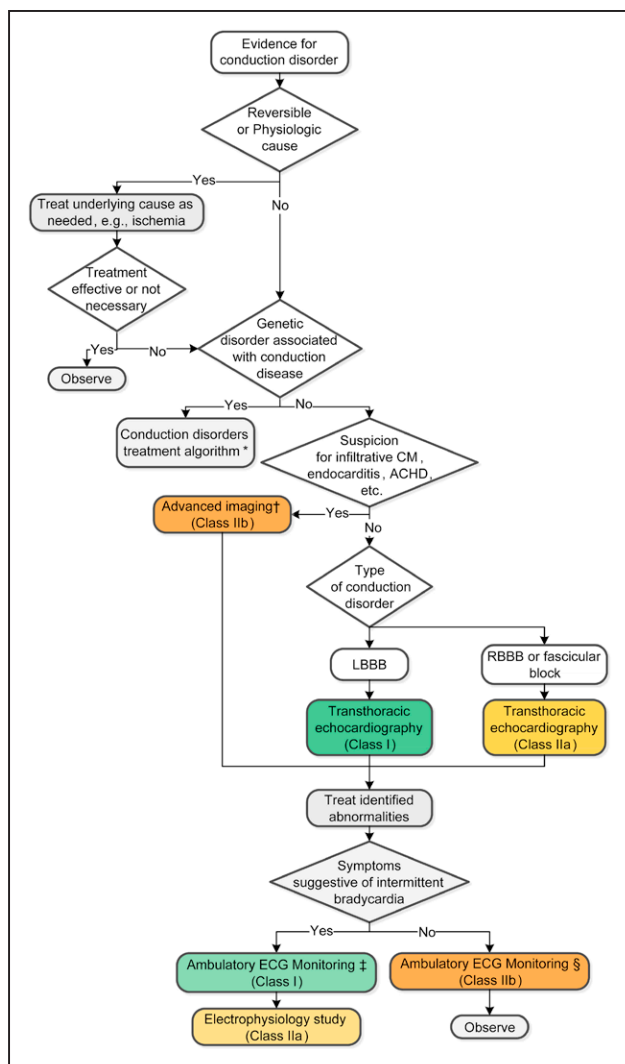 Evidence for
conduction disorder
Reversible
or Physiologic
cause
Yes
No
Treat underlying cause as
needed, e.g., ischemia
Treatment
effective or not
necessary
Yes
No
Observe
Genetic
disorder associated
with conduction
disease
Yes
No
Conduction disorders
treatment algorithm *
Suspicion
for infiltrative CM,
endocarditis, ACHD,
etc.
Yes
No
Advanced imaging†
(Class IIb)
Type
of conduction
disorder
LBBB
RBBB or fascicular
block
Transthoracic
echocardiography
(Class I)
Transthoracic
echocardiography
(Class IIa)
Treat identified
abnormalities
Symptoms
suggestive of intermittent
bradycardia
Yes
No
Ambulatory ECG Monitoring ‡
(Class I)
Ambulatory ECG Monitoring §
(Class IIb)
Electrophysiology study
(Class IIa)
Observe